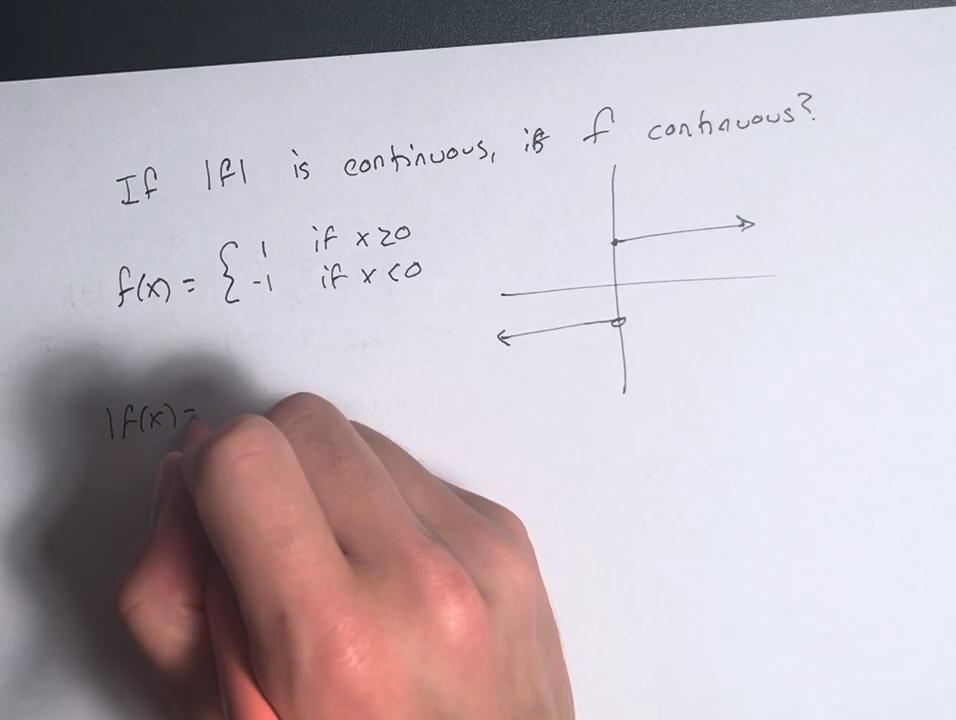 If |f| is continuous, is f continuous?
f(x) = { 1 if x ≥ 0
-1 if x < 0
|f(x) =